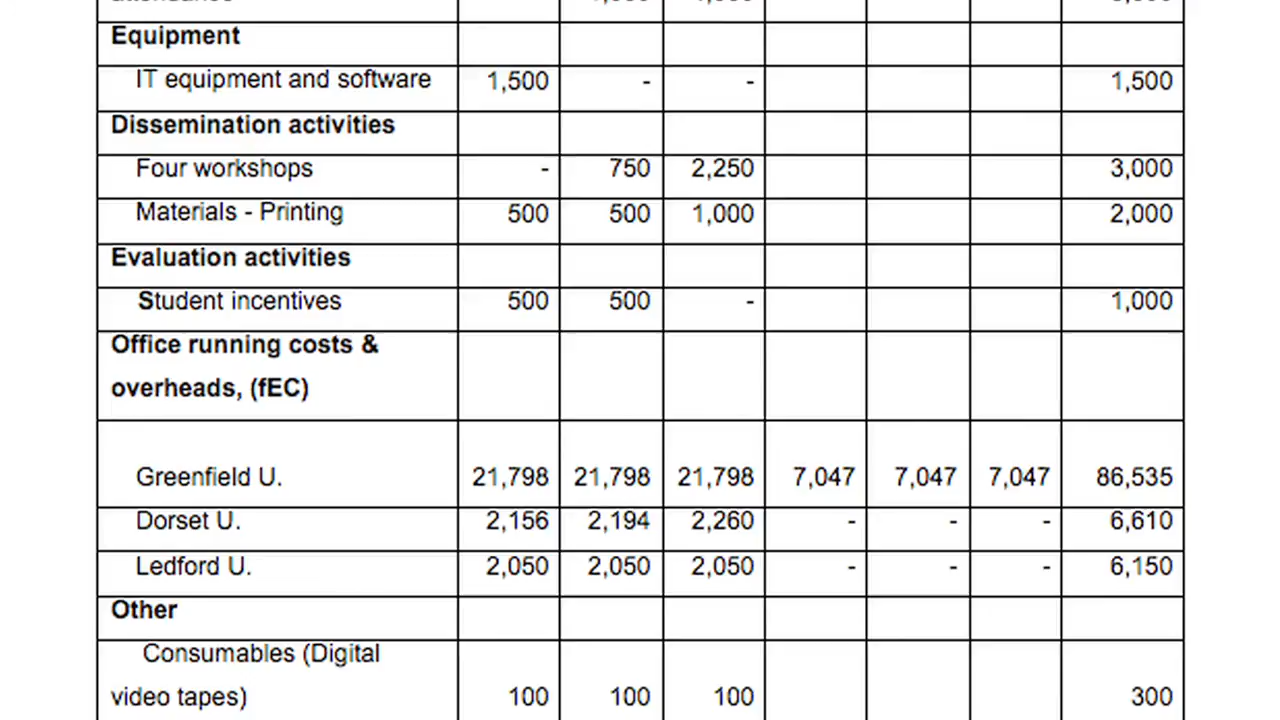 Equipment
IT equipment and software 1,500 - - 1,500
Dissemination activities
Four workshops - 750 2,250 3,000
Materials - Printing 500 500 1,000 2,000
Evaluation activities
Student incentives 500 500 - 1,000
Office running costs &
overheads, (fEC)
Greenfield U. 21,798 21,798 21,798 7,047 7,047 7,047 86,535
Dorset U. 2,156 2,194 2,260 - - - 6,610
Ledford U. 2,050 2,050 2,050 - - - 6,150
Other
Consumables (Digital
video tapes) 100 100 100 300